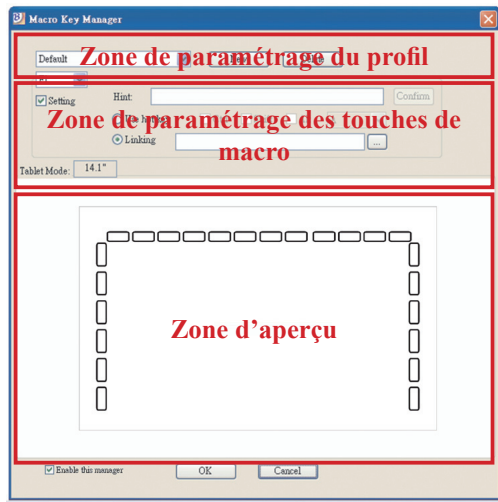 Macro Key Manager
Default
Zone de paramétrage du profil
Setting
Hint:
Confirm
Zone de paramétrage des touches de
macro
Linking
...
Tablet Mode: 14.1"
Zone d'aperçu
Enable this manager
OK
Cancel